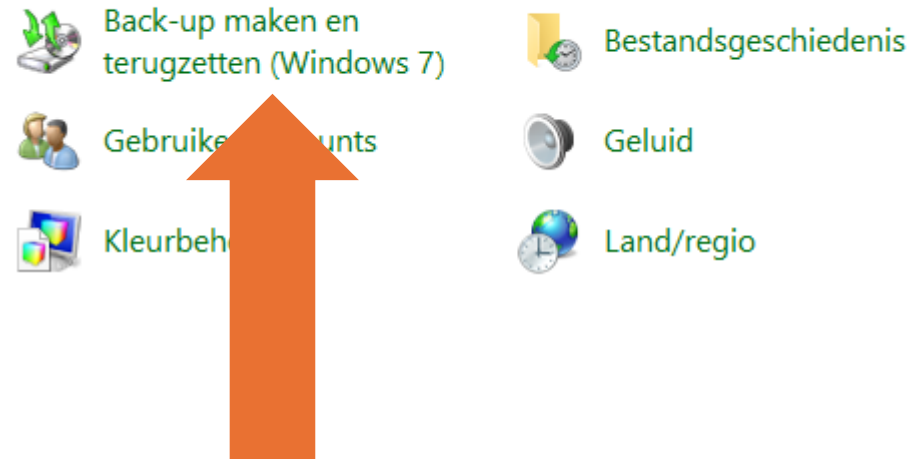 Back-up maken en
terugzetten (Windows 7)
Bestandsgeschiedenis
Geluid
Land/regio